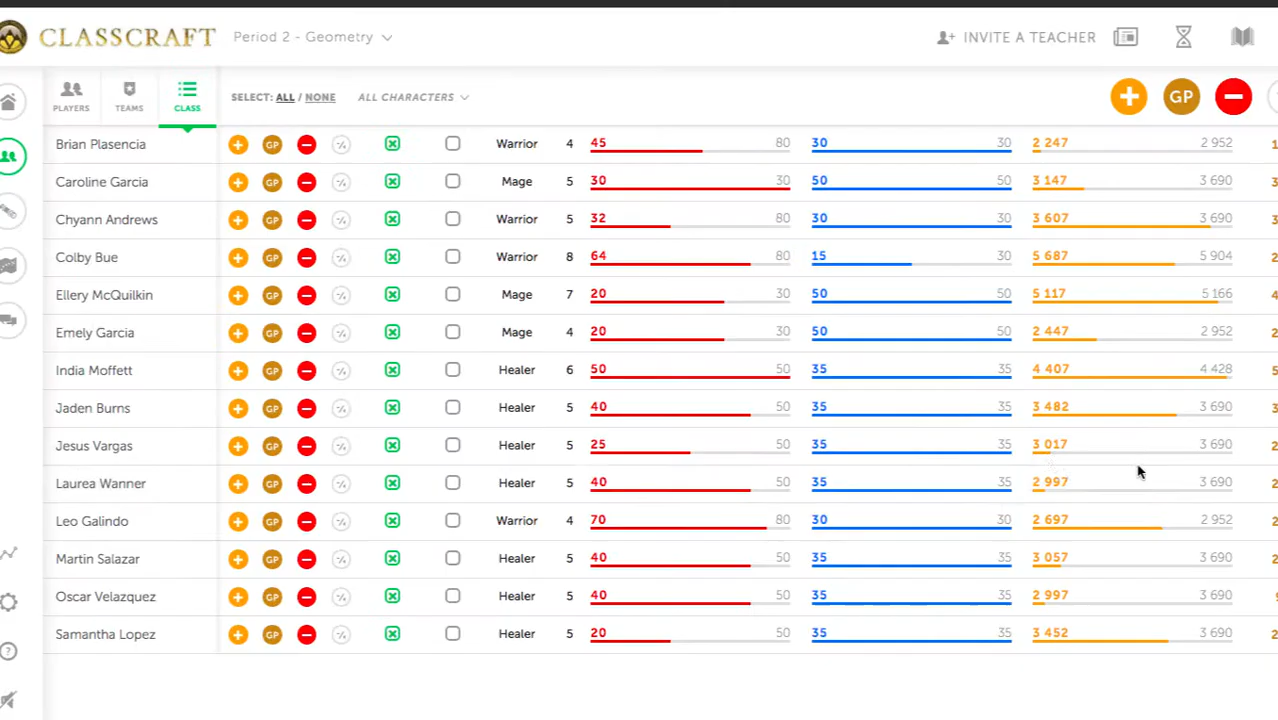 CLASSCRAFT Period 2 - Geometry INVITE A TEACHER
PLAYERS TEAMS CLASS SELECT: ALL / NONE ALL CHARACTERS GP
Brian Plasencia GP Warrior 4 45 80 30 30 2 247 2 952
Caroline Garcia GP Mage 5 30 30 50 50 3 147 3 690
Chyann Andrews GP Warrior 5 32 80 30 30 3 607 3 690
Colby Bue GP Warrior 8 64 80 15 30 5 687 5 904
Ellery McQuilkin GP Mage 7 20 30 50 50 5 117 5 166
Emely Garcia GP Mage 4 20 30 50 50 2 447 2 952
India Moffett GP Healer 6 50 50 35 35 4 407 4 428
Jaden Burns GP Healer 5 40 50 35 35 3 482 3 690
Jesus Vargas GP Healer 5 25 50 35 35 3 017 3 690
Laurea Wanner GP Healer 5 40 50 35 35 2 997 3 690
Leo Galindo GP Warrior 4 70 80 30 30 2 697 2 952
Martin Salazar GP Healer 5 40 50 35 35 3 057 3 690
Oscar Velazquez GP Healer 5 40 50 35 35 2 997 3 690
Samantha Lopez GP Healer 5 20 50 35 35 3 452 3 690